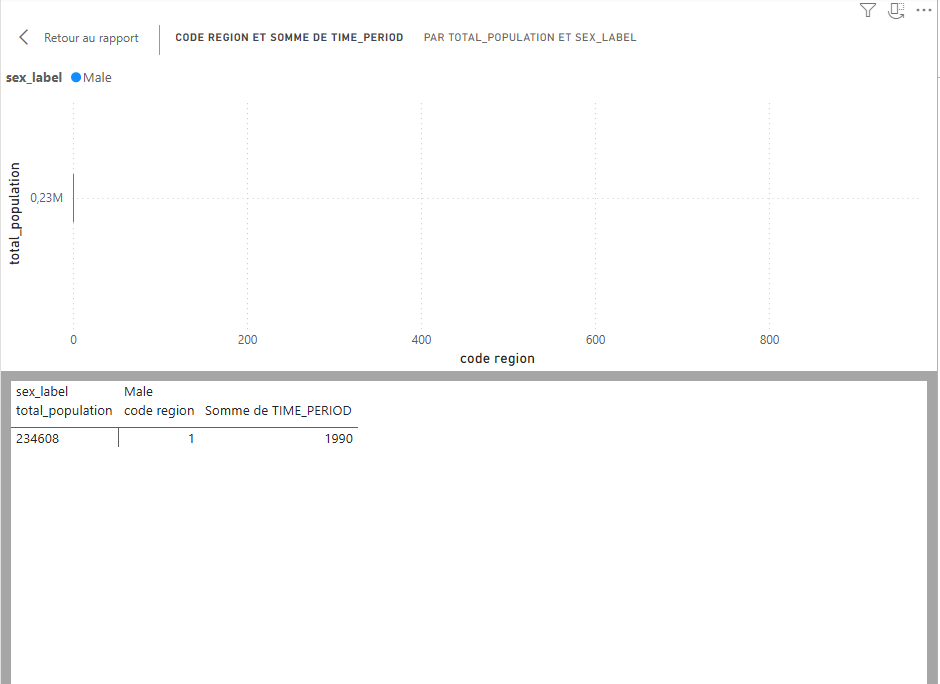 Retour au rapport CODE REGION ET SOMME DE TIME_PERIOD PAR TOTAL_POPULATION ET SEX_LABEL
sex_label Male
total_population
0,23M
0 200 400 600 800
code region
sex_label Male
total_population code region Somme de TIME_PERIOD
234608 1 1990